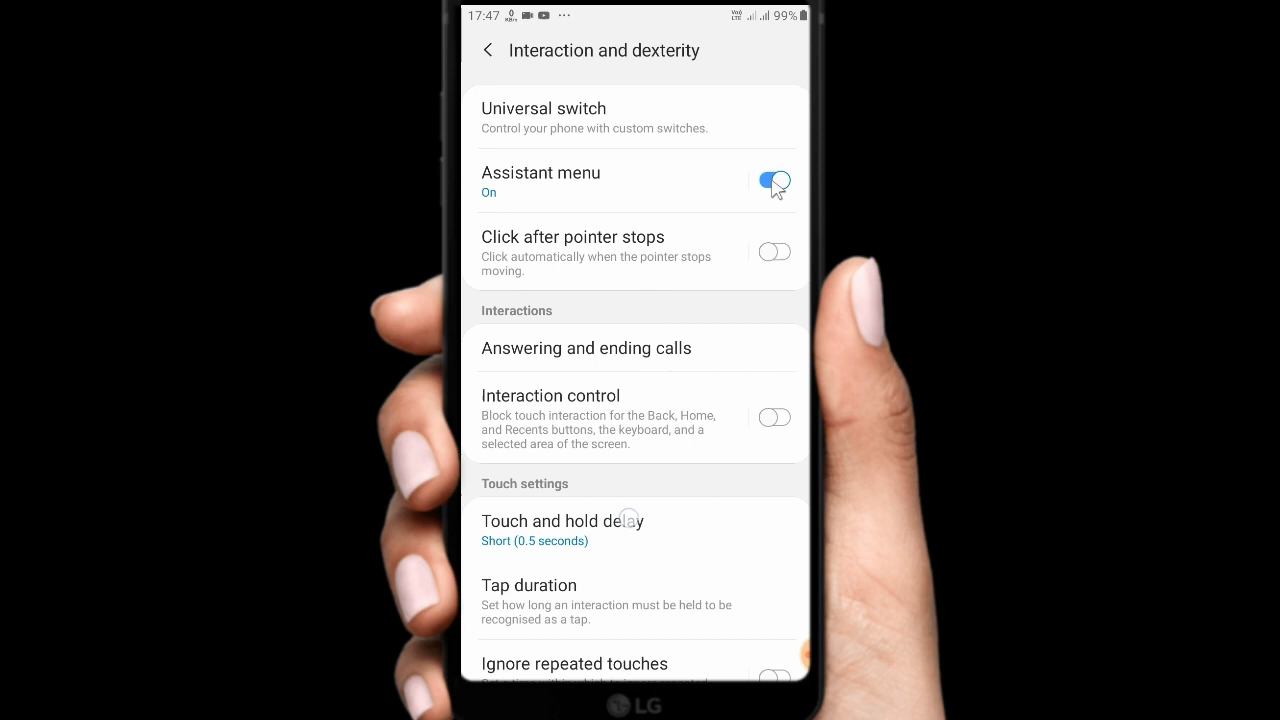 17:47 0 KB/s ... Vo) LTE 99%
Interaction and dexterity
Universal switch
Control your phone with custom switches.
Assistant menu
On
Click after pointer stops
Click automatically when the pointer stops
moving.
Interactions
Answering and ending calls
Interaction control
Block touch interaction for the Back, Home,
and Recents buttons, the keyboard, and a
selected area of the screen.
Touch settings
Touch and hold delay
Short (0.5 seconds)
Tap duration
Set how long an interaction must be held to be
recognised as a tap.
Ignore repeated touches
LG